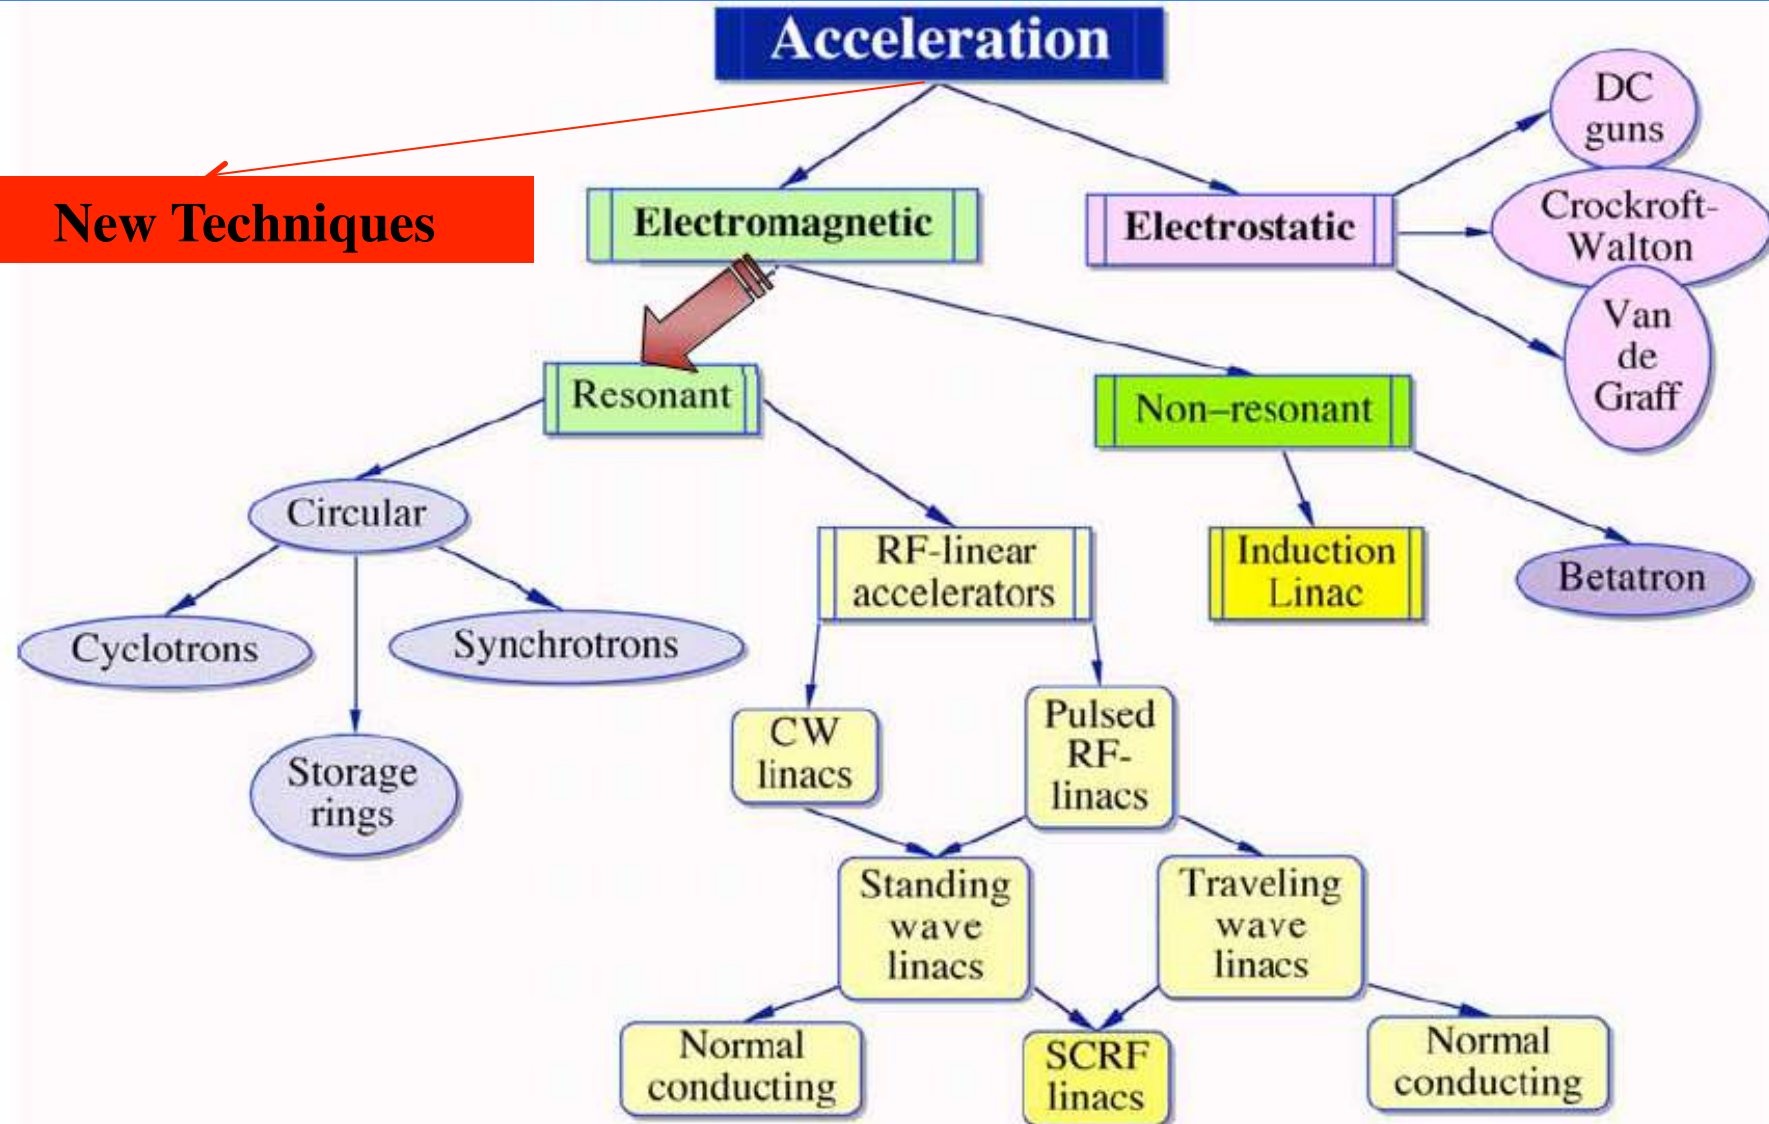 Acceleration
New Techniques
Electromagnetic
Electrostatic
DC
guns
Crockroft-
Walton
Van
de
Graff
Resonant
Non–resonant
Circular
RF-linear
accelerators
Induction
Linac
Betatron
Cyclotrons
Synchrotrons
Storage
rings
CW
linacs
Pulsed
RF-
linacs
Standing
wave
linacs
Traveling
wave
linacs
Normal
conducting
SCRF
linacs
Normal
conducting